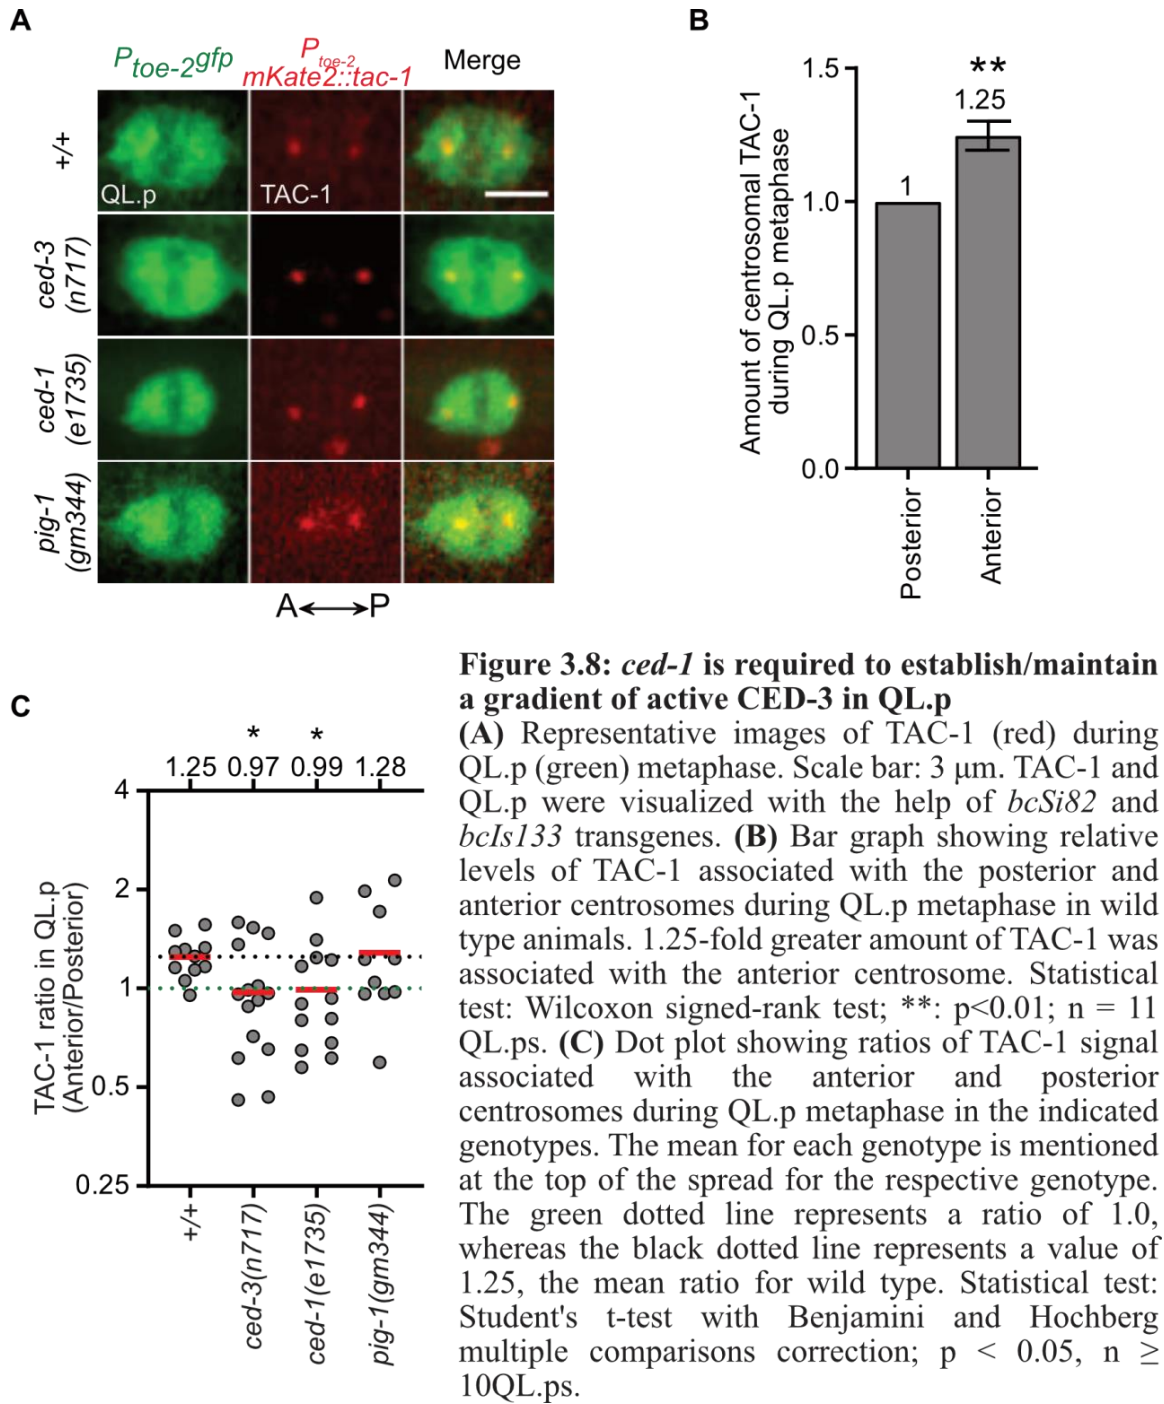 A
P toe-2 gfp
P toe-2
mKate2::tac-1
Merge
+/+
QL.p
TAC-1
ced-3
(n717)
ced-1
(e1735)
pig-1
(gm344)
A↔P
B
**
1.5
1.25
1
1.0
0.5
0.0
Amount of centrosomal TAC-1
during QL.p metaphase
Posterior
Anterior
C
* *
1.25 0.97 0.99 1.28
4
2
1
0.5
0.25
TAC-1 ratio in QL.p
(Anterior/Posterior)
+/+
ced-3(n717)
ced-1(e1735)
pig-1(gm344)
Figure 3.8: ced-1 is required to establish/maintain
a gradient of active CED-3 in QL.p
(A) Representative images of TAC-1 (red) during
QL.p (green) metaphase. Scale bar: 3 μm. TAC-1 and
QL.p were visualized with the help of bcSi82 and
bcIs133 transgenes. (B) Bar graph showing relative
levels of TAC-1 associated with the posterior and
anterior centrosomes during QL.p metaphase in wild
type animals. 1.25-fold greater amount of TAC-1 was
associated with the anterior centrosome. Statistical
test: Wilcoxon signed-rank test; **: p<0.01; n = 11
QL.ps. (C) Dot plot showing ratios of TAC-1 signal
associated with the anterior and posterior
centrosomes during QL.p metaphase in the indicated
genotypes. The mean for each genotype is mentioned
at the top of the spread for the respective genotype.
The green dotted line represents a ratio of 1.0,
whereas the black dotted line represents a value of
1.25, the mean ratio for wild type. Statistical test:
Student's t-test with Benjamini and Hochberg
multiple comparisons correction; p < 0.05, n ≥
10QL.ps.